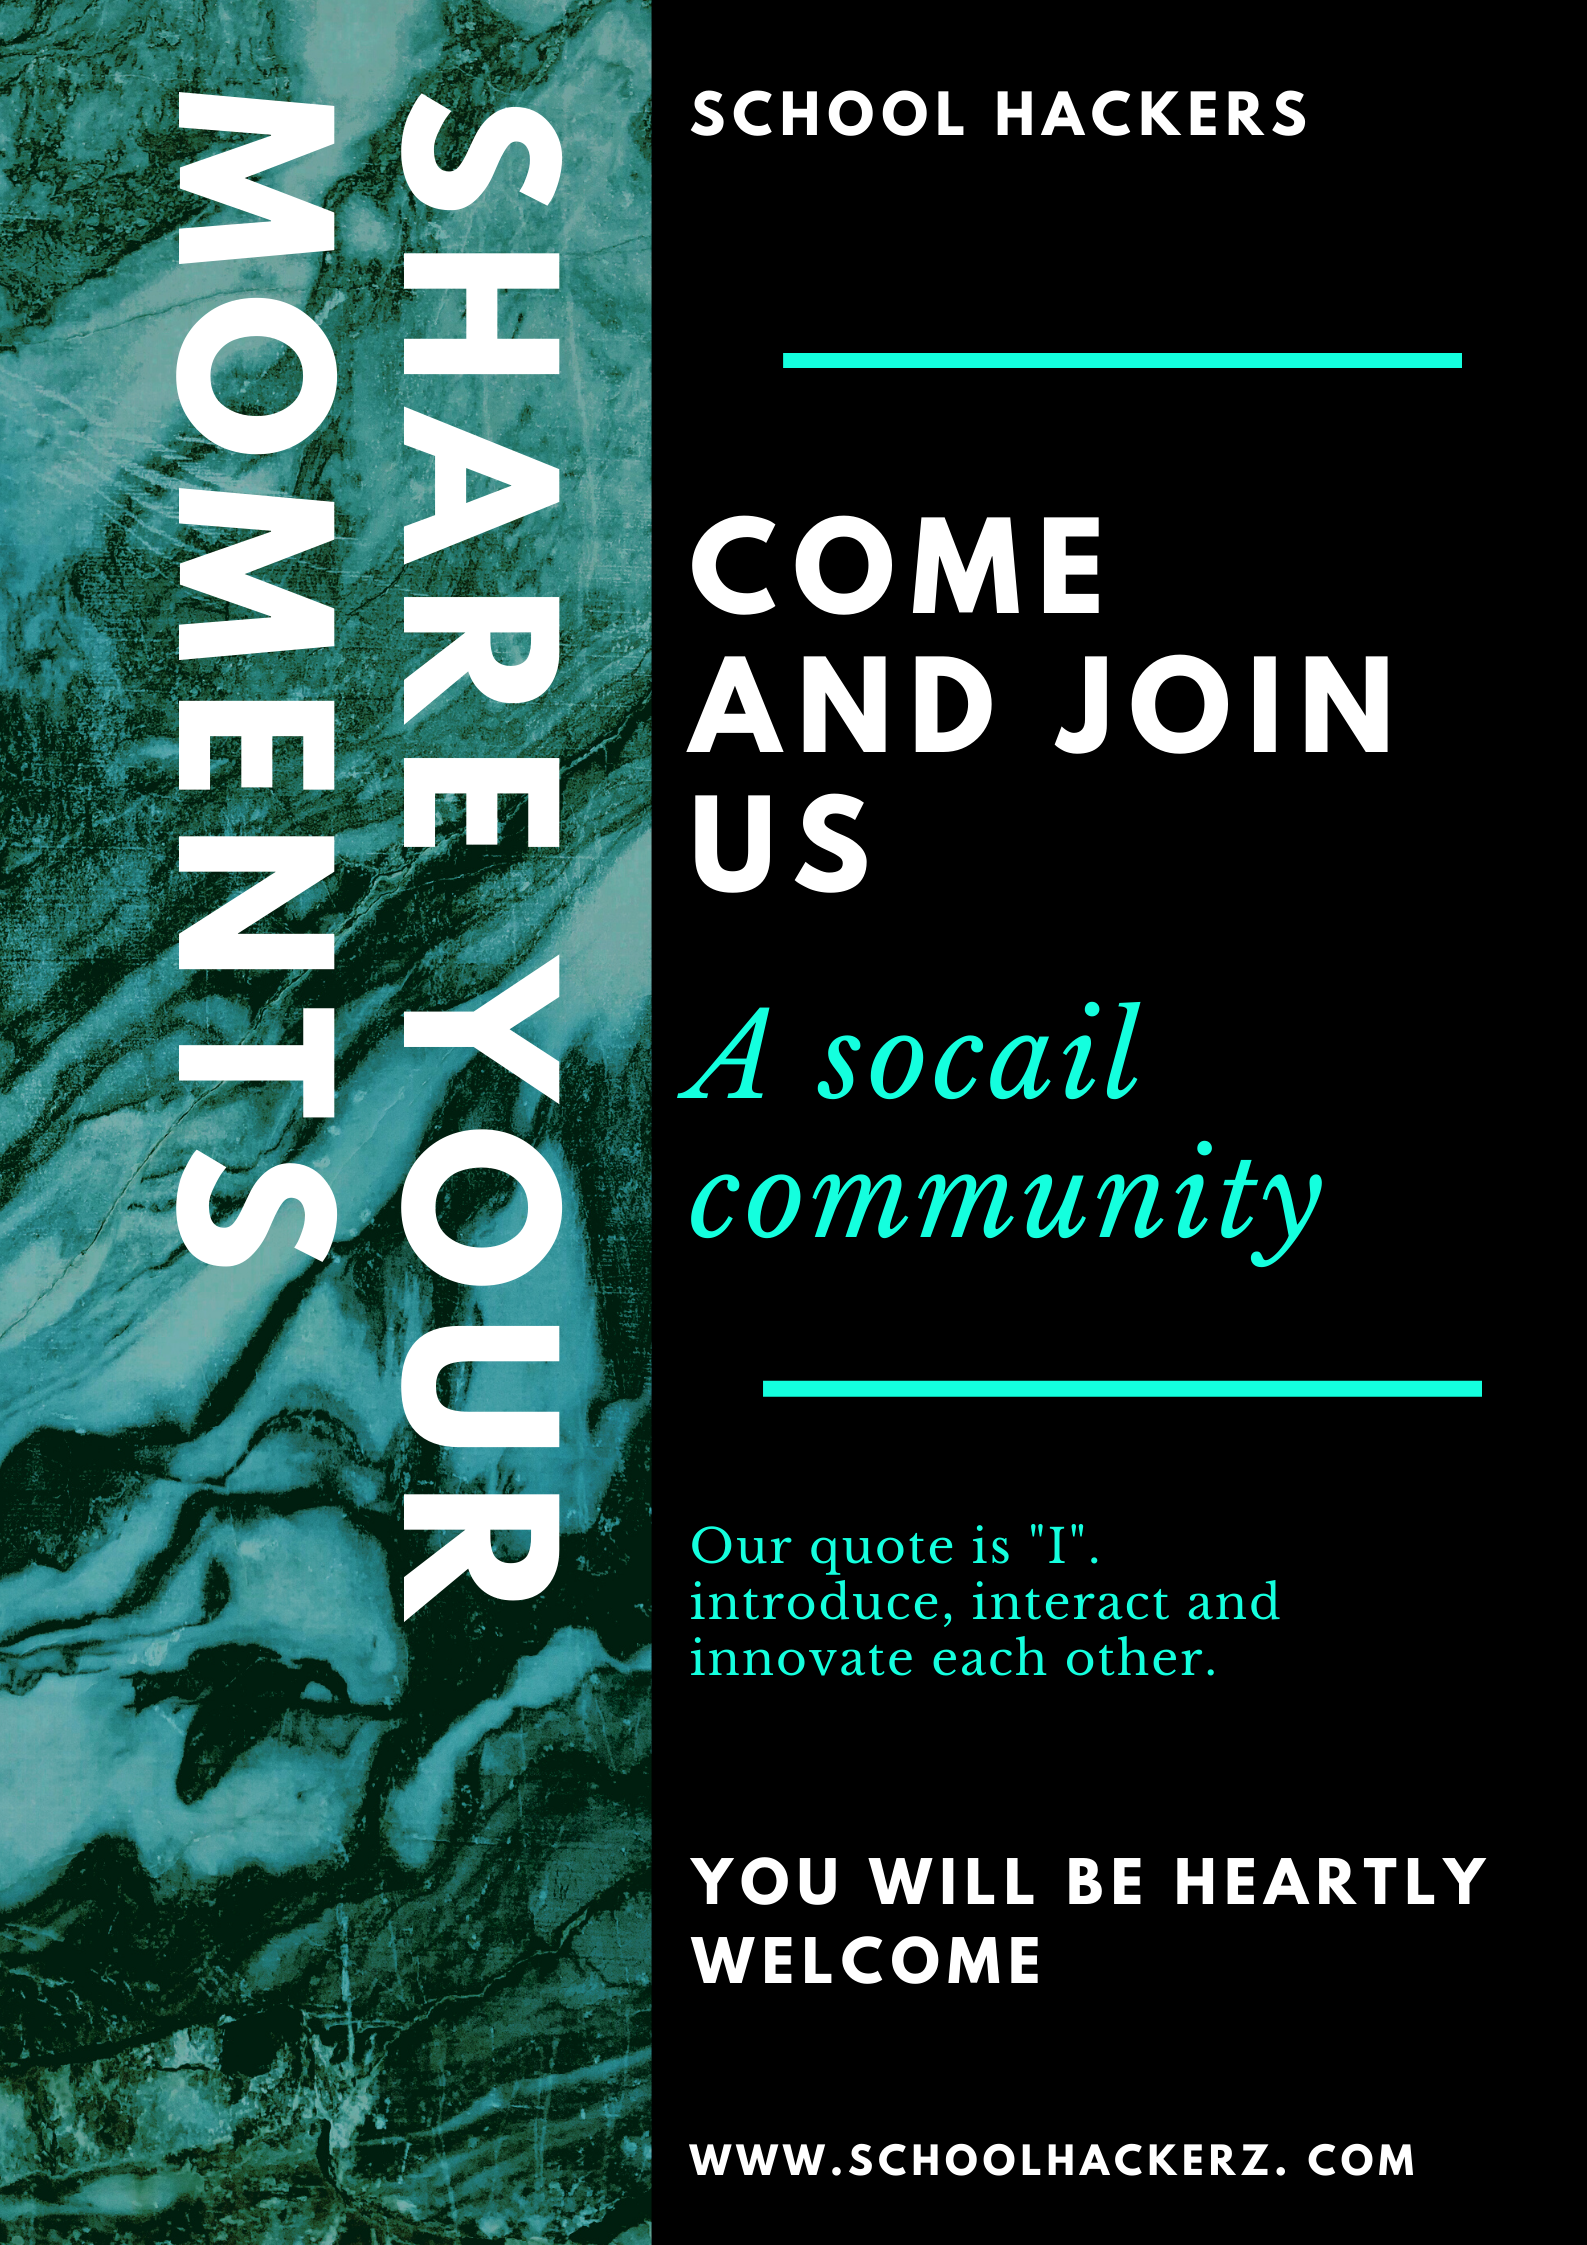 SHARE YOUR
MOMENTS
SCHOOL HACKERS
COME
AND JOIN
US
A socail
community
Our quote is "I".
introduce, interact and
innovate each other.
YOU WILL BE HEARTLY
WELCOME
WWW.SCHOOLHACKERZ. COM